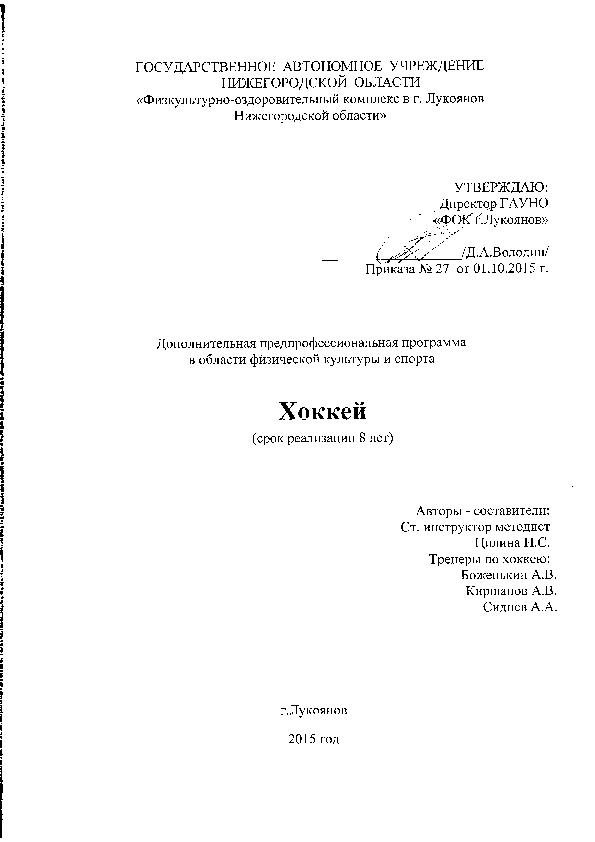 ГОСУДАРСТВЕННОЕ АВТОНОМНОЕ УЧРЕЖДЕНИЕ
НИЖЕГОРОДСКОЙ ОБЛАСТИ
«Физкультурно-оздоровительный комплекс в г. Лукоянов
Нижегородской области»
УТВЕРЖДАЮ:
Директор ГАУНО
«ФОК г.Лукоянов»
/Д.А.Володин/
Приказа № 27 от 01.10.2015 г.
Дополнительная предпрофессиональная программа
в области физической культуры и спорта
Хоккей
(срок реализации 8 лет)
Авторы - составители:
Ст. инструктор методист
Цилина Н.С.
Тренеры по хоккею:
Боженькин А.В.
Кирпанов А.В.
Сиднев А.А.
г.Лукоянов
2015 год